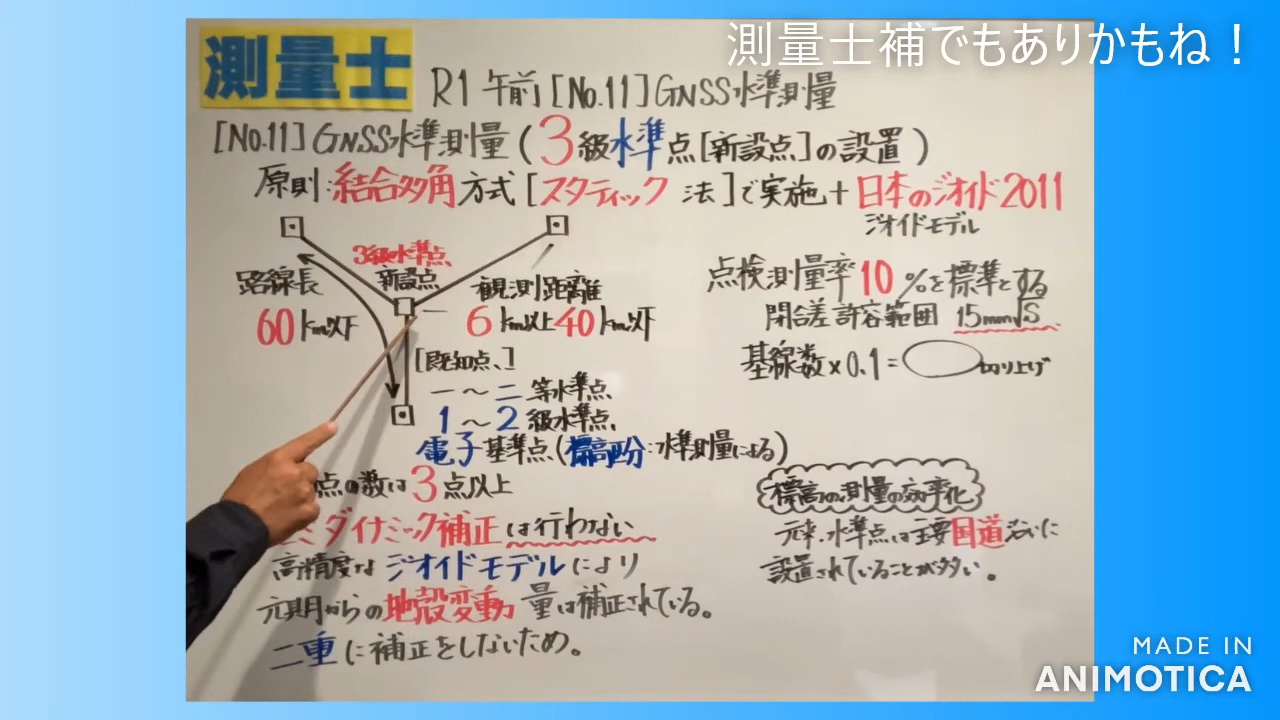 測量士補でもありかもね！
測量士
R1 午前 [No.11] GNSS水準測量
[No.11] GNSS水準測量 ( 3級水準点 [新設点] の設置 )
原則:結合多角方式 [スタティック 法] で実施 + 日本のジオイド2011
ジオイドモデル
3級水準点
新設点
路線長
60km以下
観測距離
6km以上40km以下
[既知点]
一～二 等水準点
1～2 級水準点
電子基準点 (標高区分:水準測量による)
点の数は3点以上
ミダイナミック補正は行わない
高精度なジオイドモデルにより
元期からの地殻変動 量は補正されている。
二重に補正をしないため。
点検測量率10%を標準とする
閉合差許容範囲 15mm√S
基線数×0.1= 切り上げ
標高の測量の効率化
元来、水準点は主要国道沿いに
設置されていることが多い。
MADE IN
ANIMOTICA